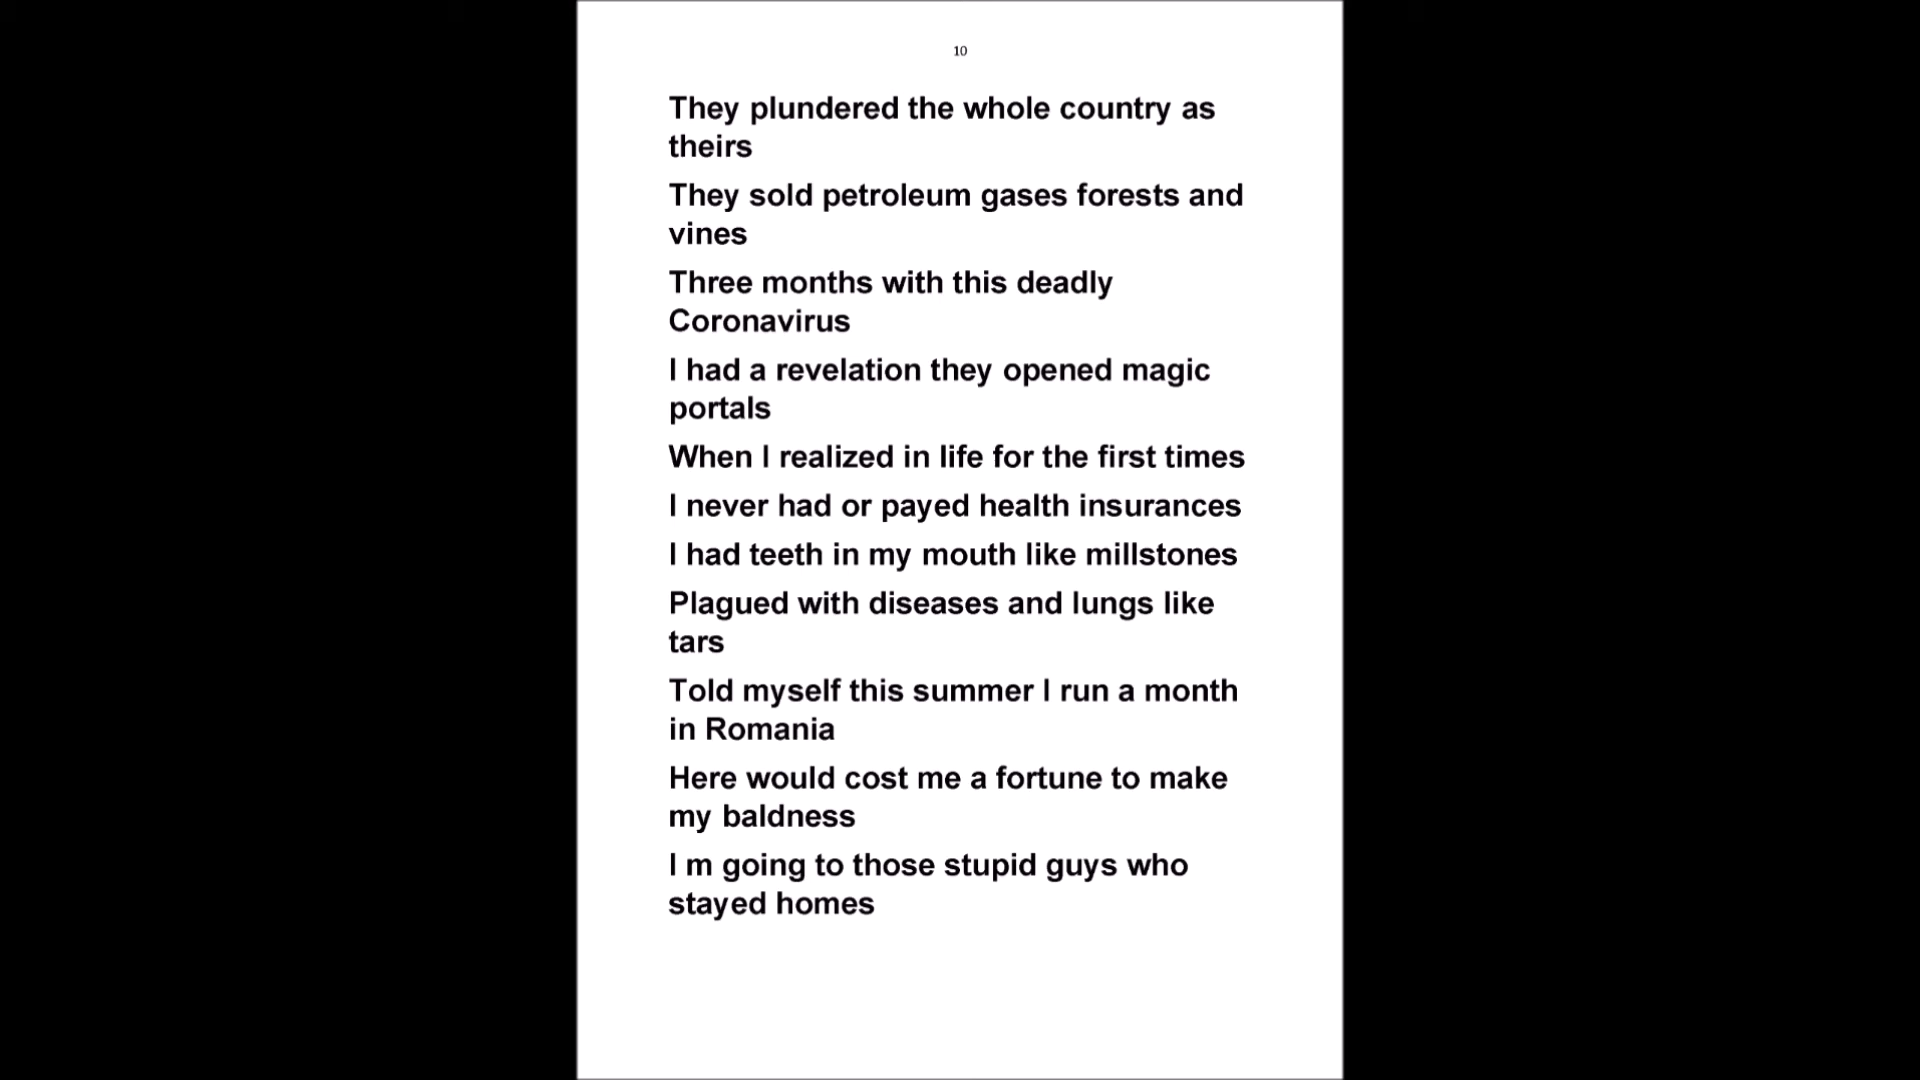 10
They plundered the whole country as
theirs
They sold petroleum gases forests and
vines
Three months with this deadly
Coronavirus
I had a revelation they opened magic
portals
When I realized in life for the first times
I never had or payed health insurances
I had teeth in my mouth like millstones
Plagued with diseases and lungs like
tars
Told myself this summer I run a month
in Romania
Here would cost me a fortune to make
my baldness
I m going to those stupid guys who
stayed homes